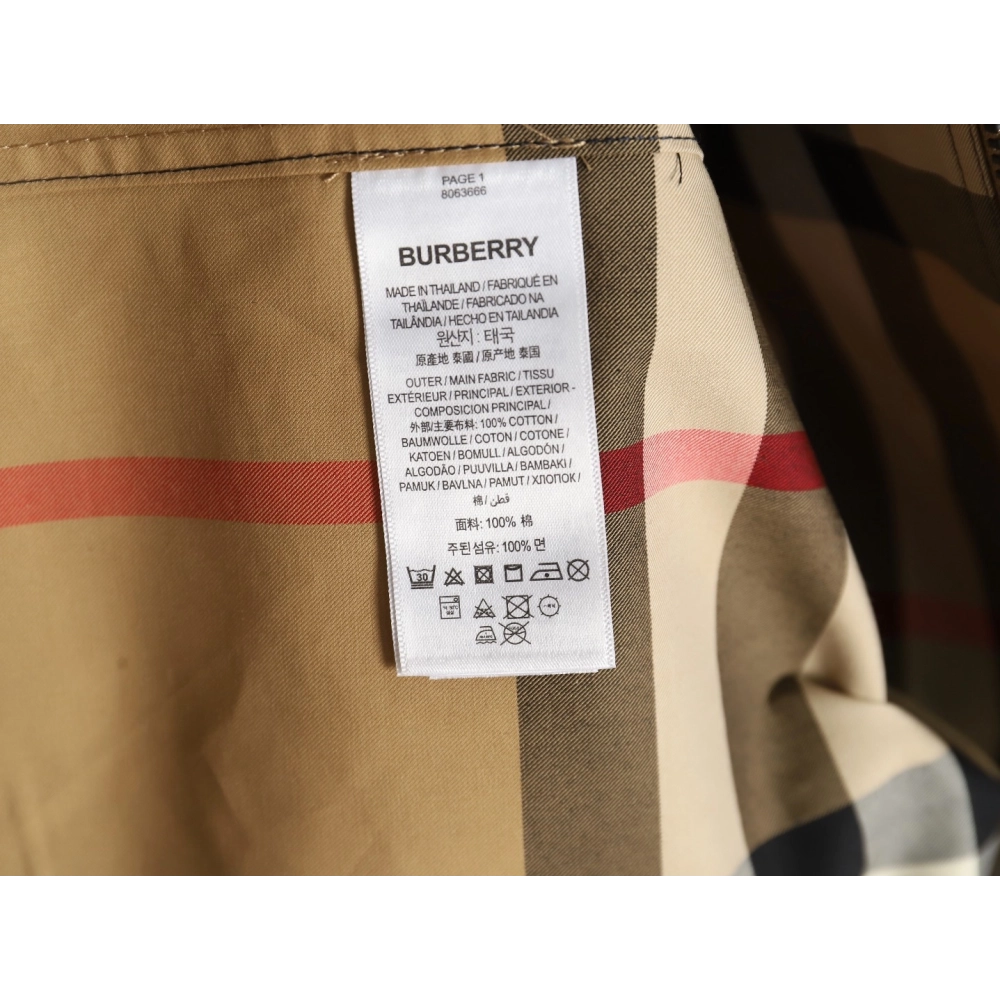 PAGE 1
8063666
BURBERRY
MADE IN THAILAND / FABRIQUÉ EN
THAÏLANDE / FABRICADO NA
TAILÂNDIA / HECHO EN TAILANDIA
원산지 : 태국
原產地 泰國 / 原产地 泰国
OUTER / MAIN FABRIC / TISSU
EXTÉRIEUR / PRINCIPAL / EXTERIOR -
COMPOSICION PRINCIPAL /
外部/主要布料: 100% COTTON /
BAUMWOLLE / COTON / COTONE /
KATOEN / BOMULL / ALGODÓN /
ALGODÃO / PUUVILLA / BAMBAKI /
PAMUK / BAVLNA / PAMUT / ХЛОПОК /
棉 / قطن
面料: 100% 棉
주된 섬유: 100% 면
30